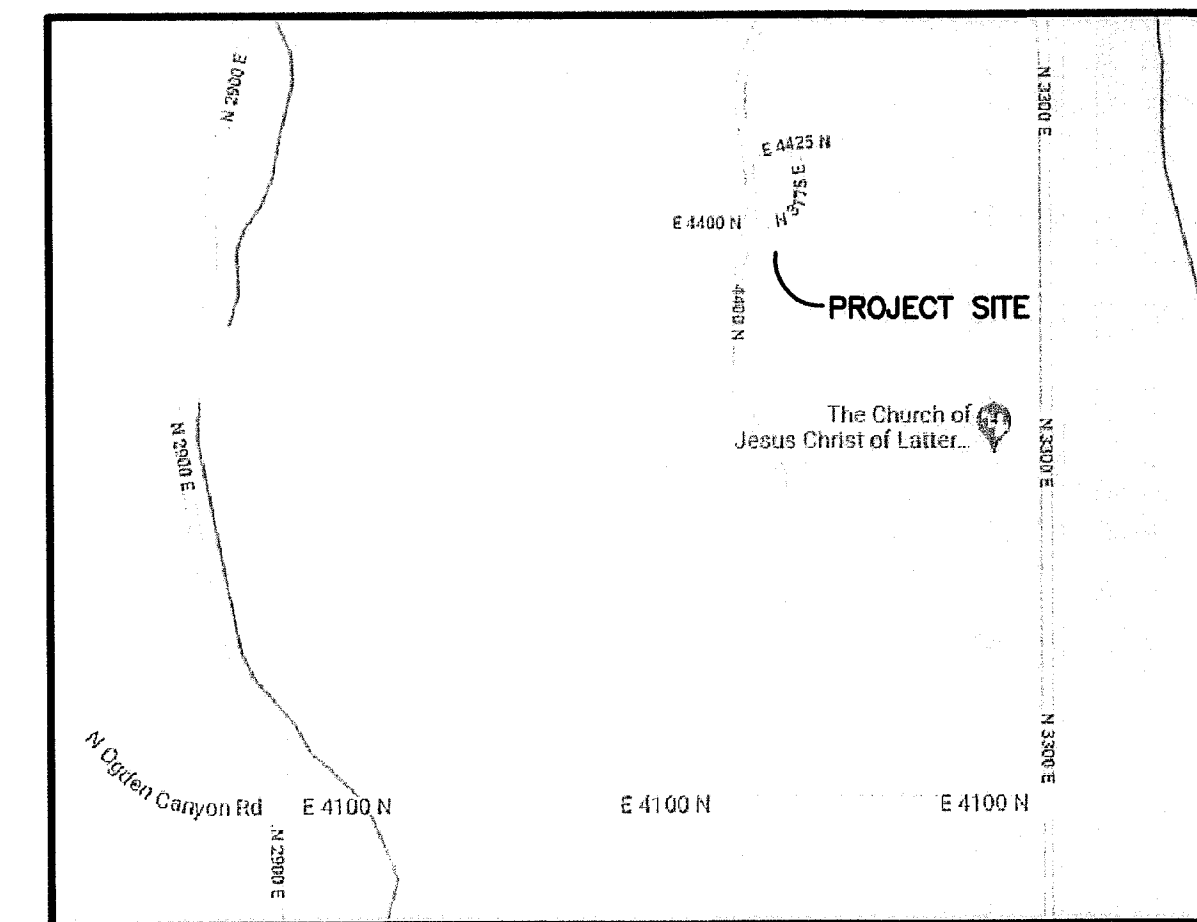 N 2900 E
N 3300 E
E 4425 N
N 3775 E
E 4400 N
4400 N
PROJECT SITE
The Church of
Jesus Christ of Latter...
N 2900 E
N 3300 E
N 3300 E
N Ogden Canyon Rd
E 4100 N
E 4100 N
E 4100 N
N 2900 E